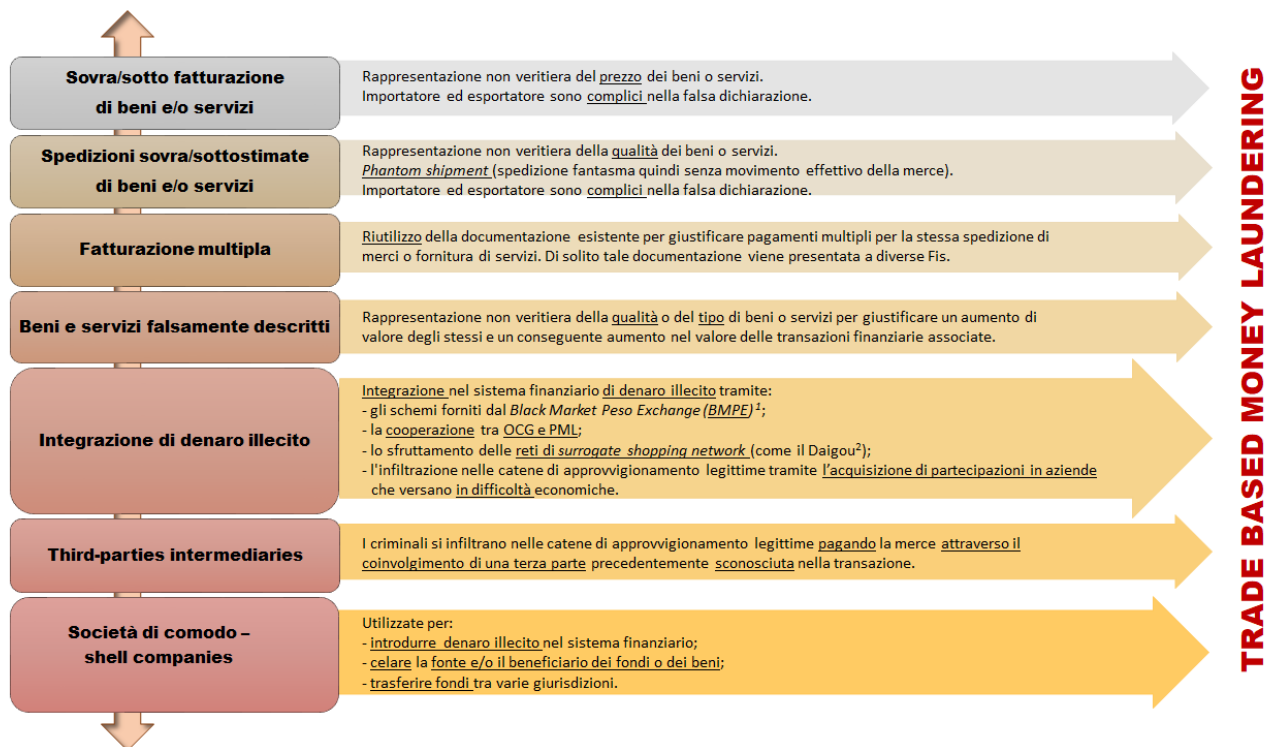 Sovra/sotto fatturazione
di beni e/o servizi
Rappresentazione non veritiera del prezzo dei beni o servizi.
Importatore ed esportatore sono complici nella falsa dichiarazione.
Spedizioni sovra/sottostimate
di beni e/o servizi
Rappresentazione non veritiera della qualità dei beni o servizi.
Phantom shipment (spedizione fantasma quindi senza movimento effettivo della merce).
Importatore ed esportatore sono complici nella falsa dichiarazione.
Fatturazione multipla
Riutilizzo della documentazione esistente per giustificare pagamenti multipli per la stessa spedizione di
merci o fornitura di servizi. Di solito tale documentazione viene presentata a diverse Fis.
Beni e servizi falsamente descritti
Rappresentazione non veritiera della qualità o del tipo di beni o servizi per giustificare un aumento di
valore degli stessi e un conseguente aumento nel valore delle transazioni finanziarie associate.
Integrazione di denaro illecito
Integrazione nel sistema finanziario di denaro illecito tramite:
- gli schemi forniti dal Black Market Peso Exchange (BMPE)¹;
- la cooperazione tra OCG e PML;
- lo sfruttamento delle reti di surrogate shopping network (come il Daigou²);
- l'infiltrazione nelle catene di approvvigionamento legittime tramite l'acquisizione di partecipazioni in aziende
che versano in difficoltà economiche.
Third-parties intermediaries
I criminali si infiltrano nelle catene di approvvigionamento legittime pagando la merce attraverso il
coinvolgimento di una terza parte precedentemente sconosciuta nella transazione.
Società di comodo –
shell companies
Utilizzate per:
- introdurre denaro illecito nel sistema finanziario;
- celare la fonte e/o il beneficiario dei fondi o dei beni;
- trasferire fondi tra varie giurisdizioni.
TRADE BASED MONEY LAUNDERING